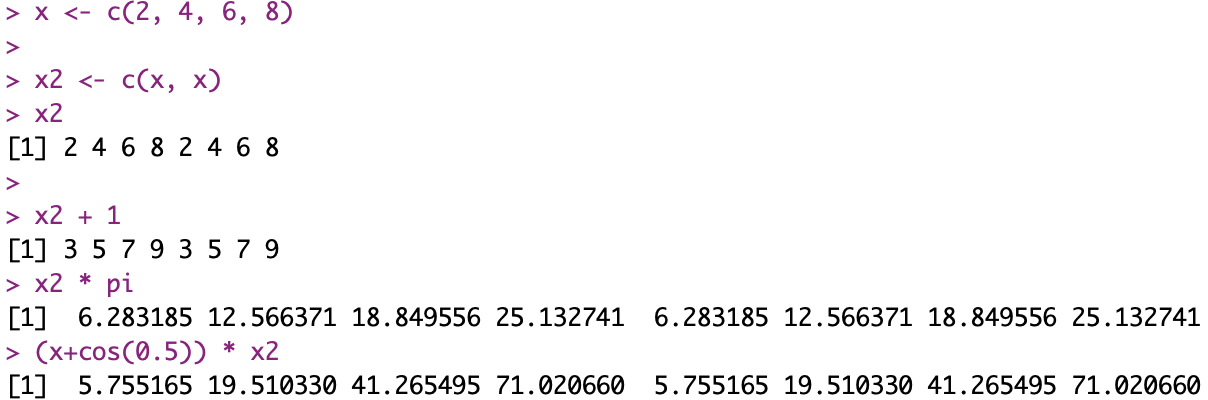 > x <- c(2, 4, 6, 8)
>
> x2 <- c(x, x)
> x2
[1] 2 4 6 8 2 4 6 8
>
> x2 + 1
[1] 3 5 7 9 3 5 7 9
> x2 * pi
[1]  6.283185 12.566371 18.849556 25.132741  6.283185 12.566371 18.849556 25.132741
> (x+cos(0.5)) * x2
[1]  5.755165 19.510330 41.265495 71.020660  5.755165 19.510330 41.265495 71.020660